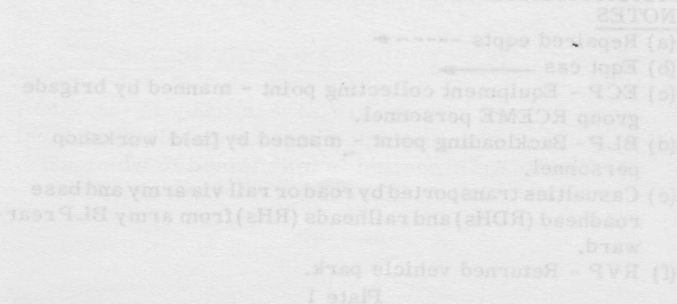 NOTES
(a) Repaired eqpts
(b) Eqpt cas
(c) ECP - Equipment collecting point - manned by brigade
group RCEME personnel.
(d) BLP - Backloading point - manned by field workshop
personnel.
(e) Casualties transported by road or rail via army and base
roadhead (RDHs) and railheads (RHs) from army BLP rear
ward.
(f) RVP - Returned vehicle park.
Plate 1